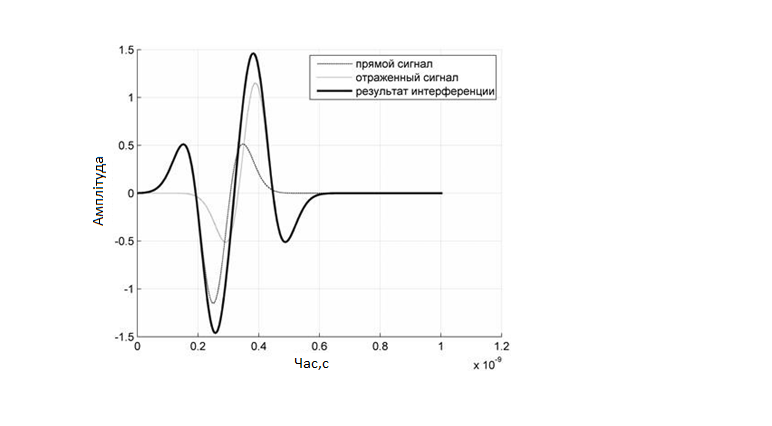 1.5
прямой сигнал
отраженный сигнал
результат интерференции
1
0.5
0
-0.5
-1
-1.5
Амплітуда
0 0.2 0.4 0.6 0.8 1 1.2
Час,с
x 10⁻⁹